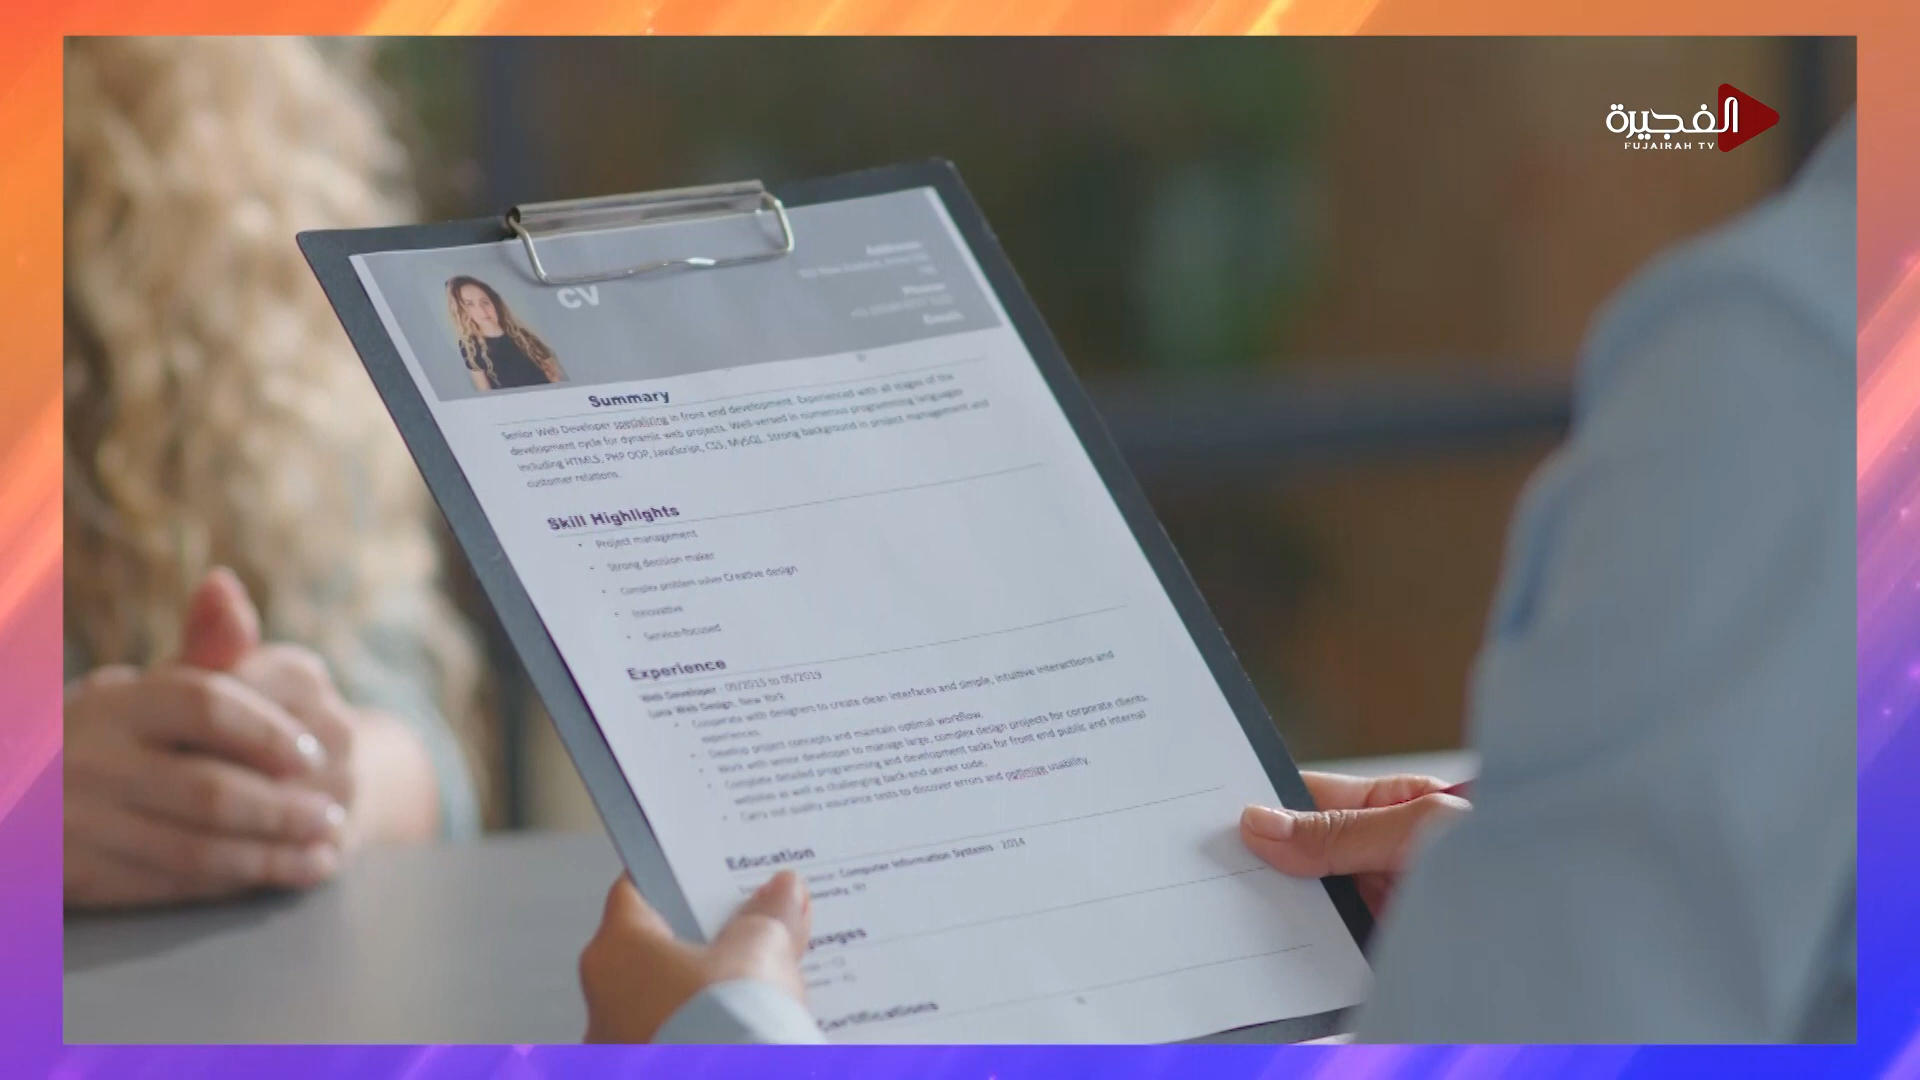 الفجيرة
FUJAIRAH TV
CV
Address
Phone
Email
Summary
Senior Web Developer specializing in front end development. Experienced with all stages of the
development cycle for dynamic web projects. Well-versed in numerous programming languages
including HTML5, PHP OOP, JavaScript, CSS, MySQL. Strong background in project management and
customer relations.
Skill Highlights
• Project management
• Strong decision maker
• Complex problem solver Creative design
• Innovative
• Service-focused
Experience
Web Developer - 09/2015 to 05/2019
Luna Web Design, New York
• Cooperate with designers to create clean interfaces and simple, intuitive interactions and
experiences.
• Develop project concepts and maintain optimal workflow.
• Work with senior developer to manage large, complex design projects for corporate clients.
• Complete detailed programming and development tasks for front end public and internal
websites as well as challenging back-end server code.
• Carry out quality assurance tests to discover errors and optimize usability.
Education
Computer Information Systems - 2014
NY
Certifications